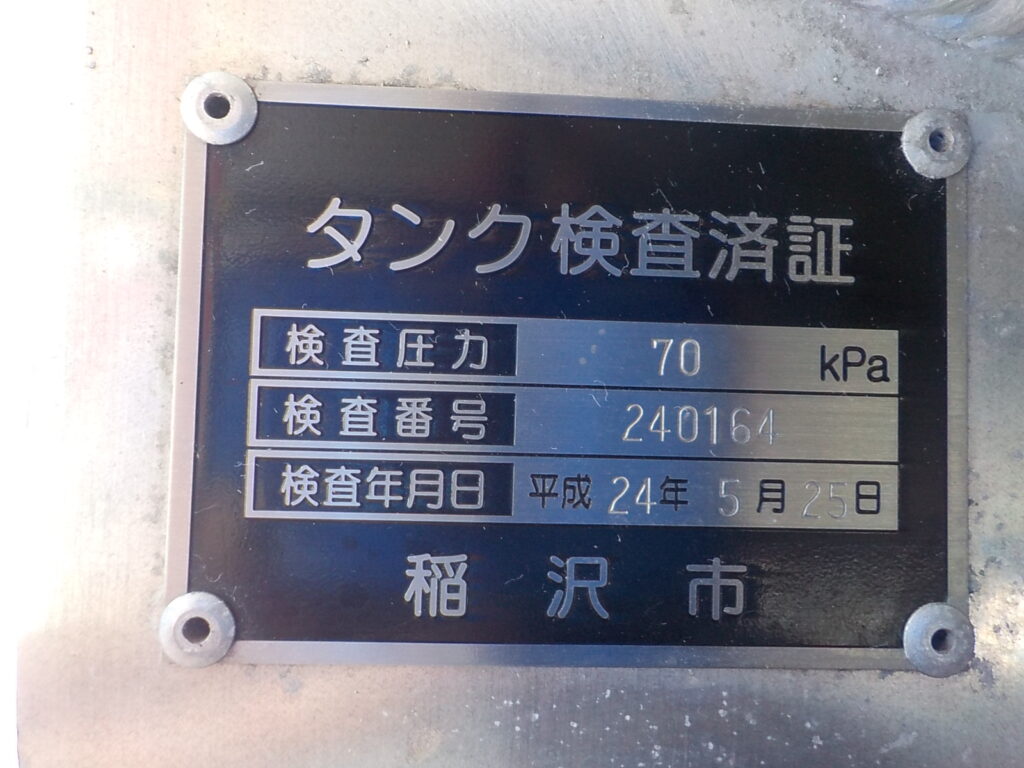 タンク検査済証
検査圧力 70 kPa
検査番号 240164
検査年月日 平成 24年 5月 25日
稲沢市